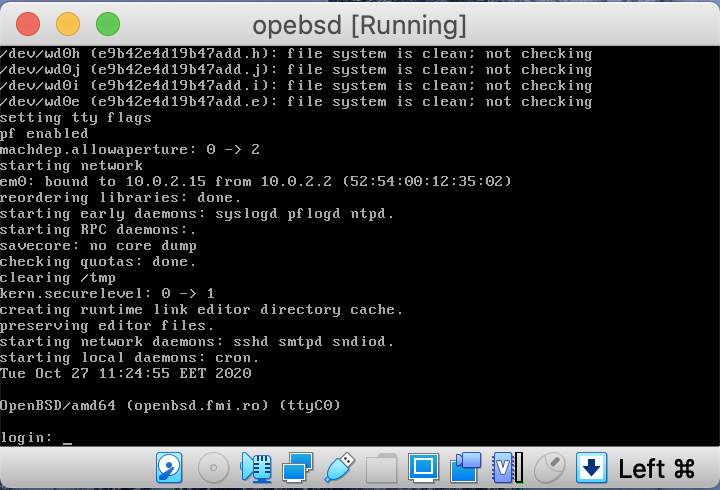 opebsd [Running]
/dev/wd0h (e9b42e4d19b47add.h): file system is clean; not checking
/dev/wd0j (e9b42e4d19b47add.j): file system is clean; not checking
/dev/wd0i (e9b42e4d19b47add.i): file system is clean; not checking
/dev/wd0e (e9b42e4d19b47add.e): file system is clean; not checking
setting tty flags
pf enabled
machdep.allowaperture: 0 -> 2
starting network
em0: bound to 10.0.2.15 from 10.0.2.2 (52:54:00:12:35:02)
reordering libraries: done.
starting early daemons: syslogd pflogd ntpd.
starting RPC daemons:.
savecore: no core dump
checking quotas: done.
clearing /tmp
kern.securelevel: 0 -> 1
creating runtime link editor directory cache.
preserving editor files.
starting network daemons: sshd smtpd sndiod.
starting local daemons: cron.
Tue Oct 27 11:24:55 EET 2020
OpenBSD/amd64 (openbsd.fmi.ro) (ttyC0)
login: _
V
Left ⌘